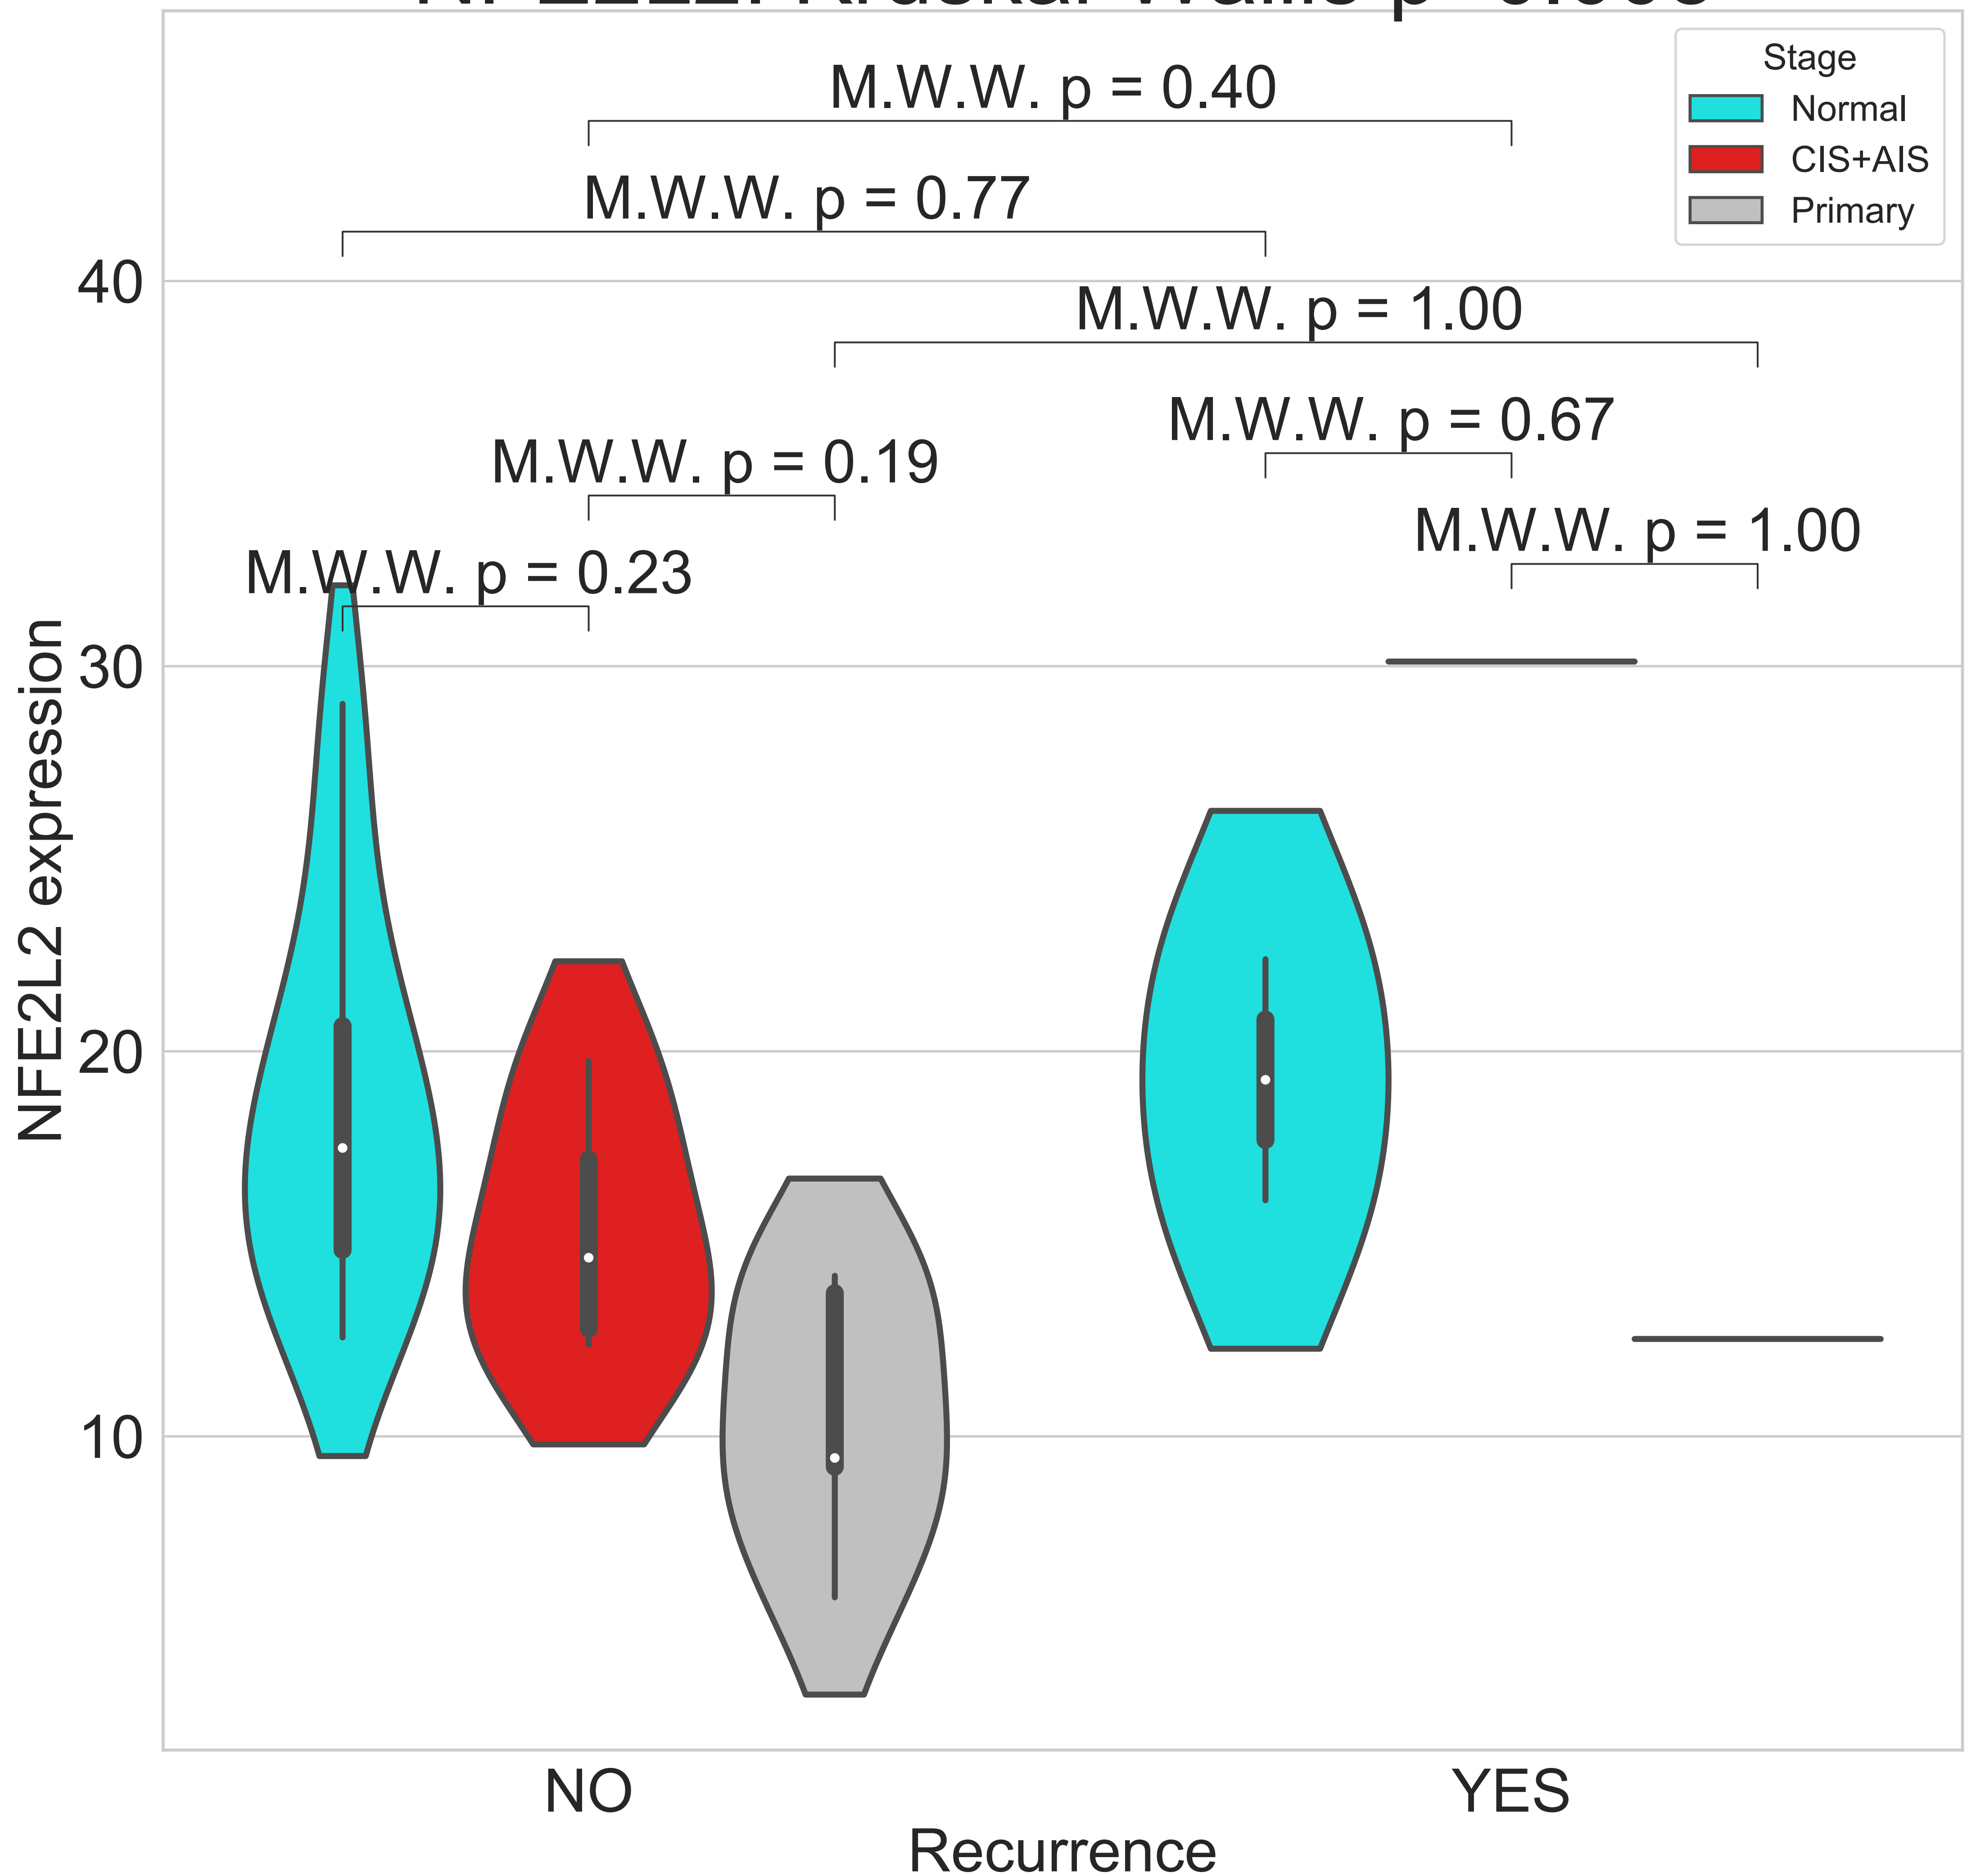 Stage
Normal
CIS+AIS
Primary
M.W.W. p = 0.40
M.W.W. p = 0.77
40
M.W.W. p = 1.00
M.W.W. p = 0.67
M.W.W. p = 0.19
M.W.W. p = 1.00
M.W.W. p = 0.23
30
20
10
NFE2L2 expression
NO
YES
Recurrence